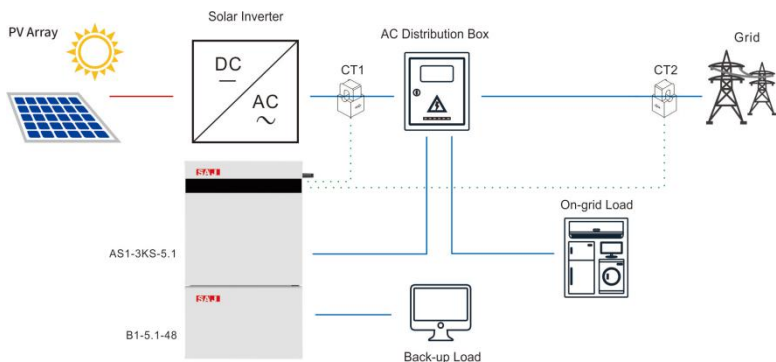 Solar Inverter
PV Array
AC Distribution Box
Grid
DC
AC
CT1
CT2
SAJ
On-grid Load
AS1-3KS-5.1
SAJ
B1-5.1-48
Back-up Load